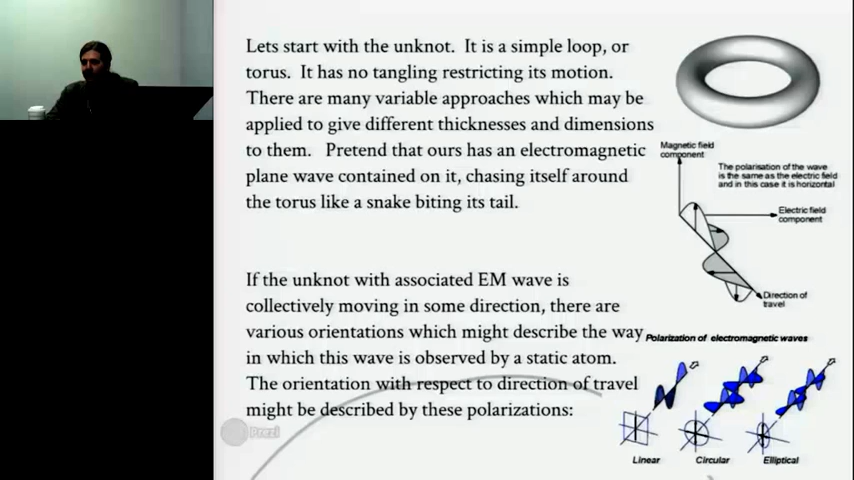 Lets start with the unknot. It is a simple loop, or
torus. It has no tangling restricting its motion.
There are many variable approaches which may be
applied to give different thicknesses and dimensions
to them. Pretend that ours has an electromagnetic
plane wave contained on it, chasing itself around
the torus like a snake biting its tail.
If the unknot with associated EM wave is
collectively moving in some direction, there are
various orientations which might describe the way
in which this wave is observed by a static atom.
The orientation with respect to direction of travel
might be described by these polarizations:
Prezi
Magnetic field
component
The polarisation of the wave
is the same as the electric field
and in this case it is horizontal
Electric field
component
Direction of
travel
Polarization of electromagnetic waves
Linear Circular Elliptical